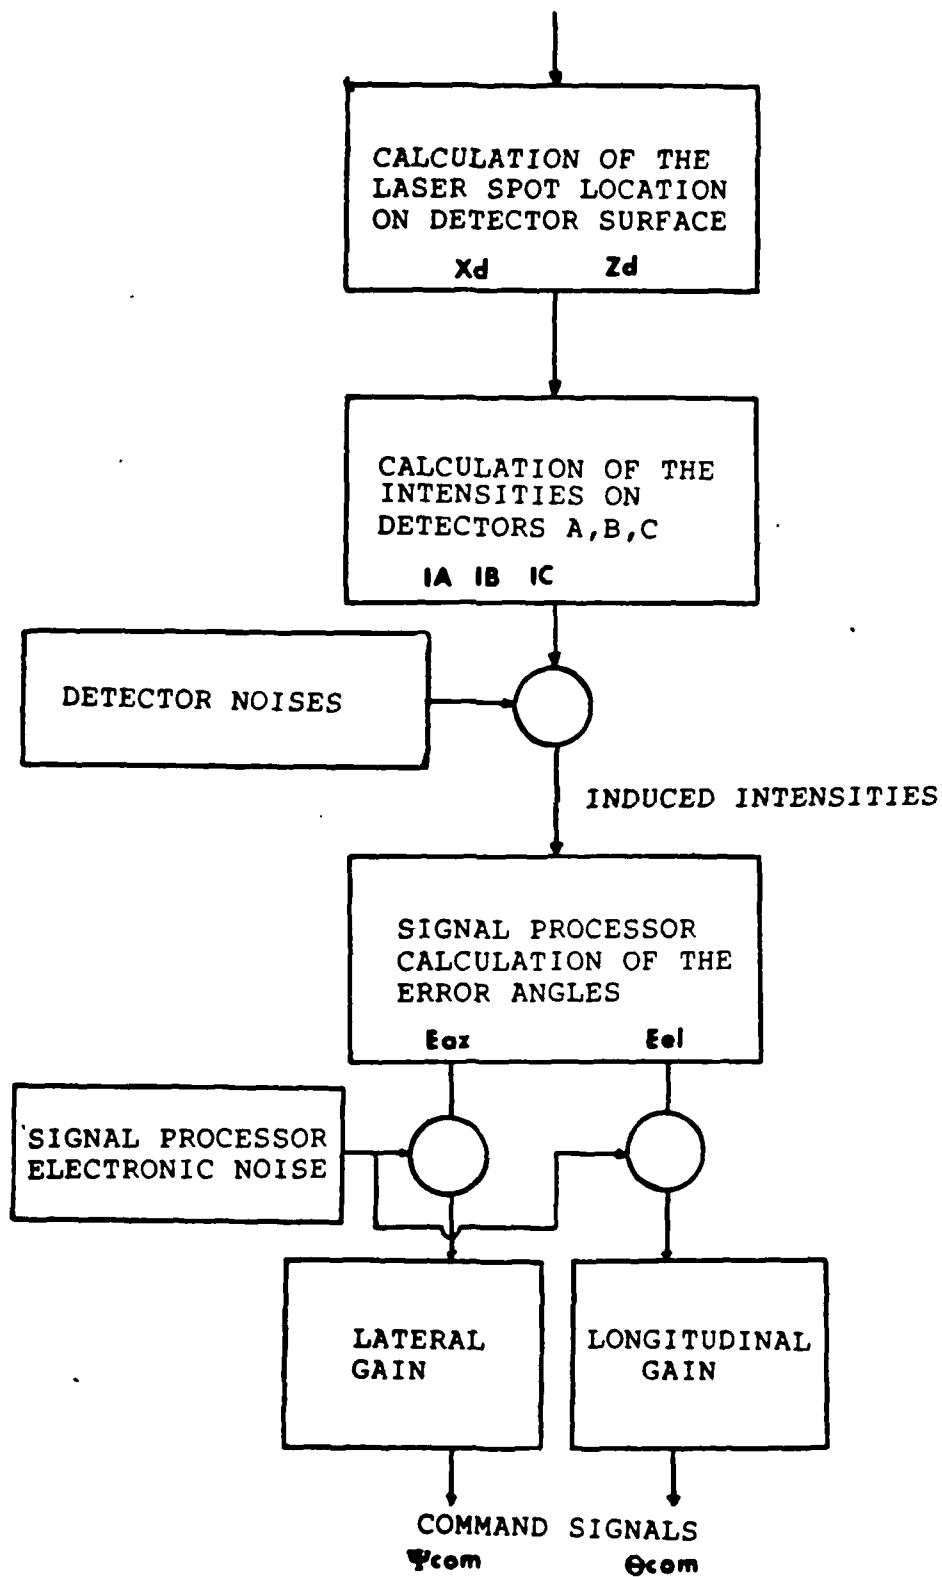 CALCULATION OF THE
LASER SPOT LOCATION
ON DETECTOR SURFACE
Xd Zd
CALCULATION OF THE
INTENSITIES ON
DETECTORS A,B,C
IA IB IC
DETECTOR NOISES
INDUCED INTENSITIES
SIGNAL PROCESSOR
CALCULATION OF THE
ERROR ANGLES
Eaz Eel
SIGNAL PROCESSOR
ELECTRONIC NOISE
LATERAL
GAIN
LONGITUDINAL
GAIN
COMMAND SIGNALS
Ψcom Θcom